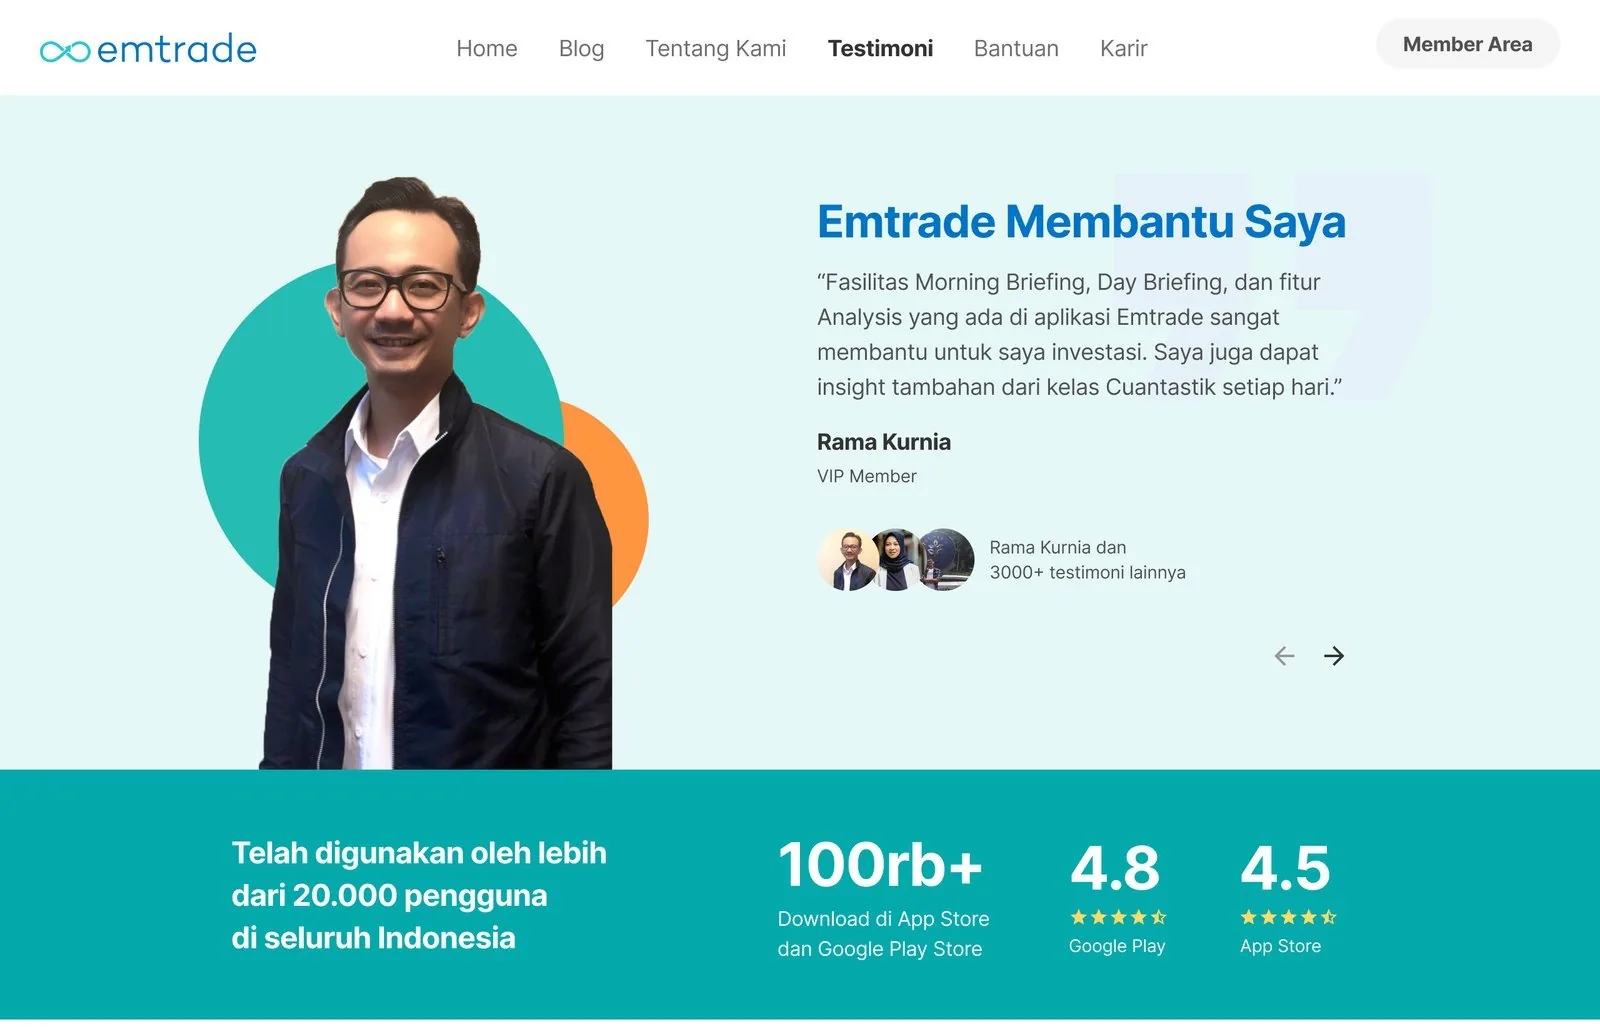 emtrade
Home
Blog
Tentang Kami
Testimoni
Bantuan
Karir
Member Area
Emtrade Membantu Saya
“Fasilitas Morning Briefing, Day Briefing, dan fitur
Analysis yang ada di aplikasi Emtrade sangat
membantu untuk saya investasi. Saya juga dapat
insight tambahan dari kelas Cuantastik setiap hari.”
Rama Kurnia
VIP Member
Rama Kurnia dan
3000+ testimoni lainnya
Telah digunakan oleh lebih
dari 20.000 pengguna
di seluruh Indonesia
100rb+
Download di App Store
dan Google Play Store
4.8
Google Play
4.5
App Store